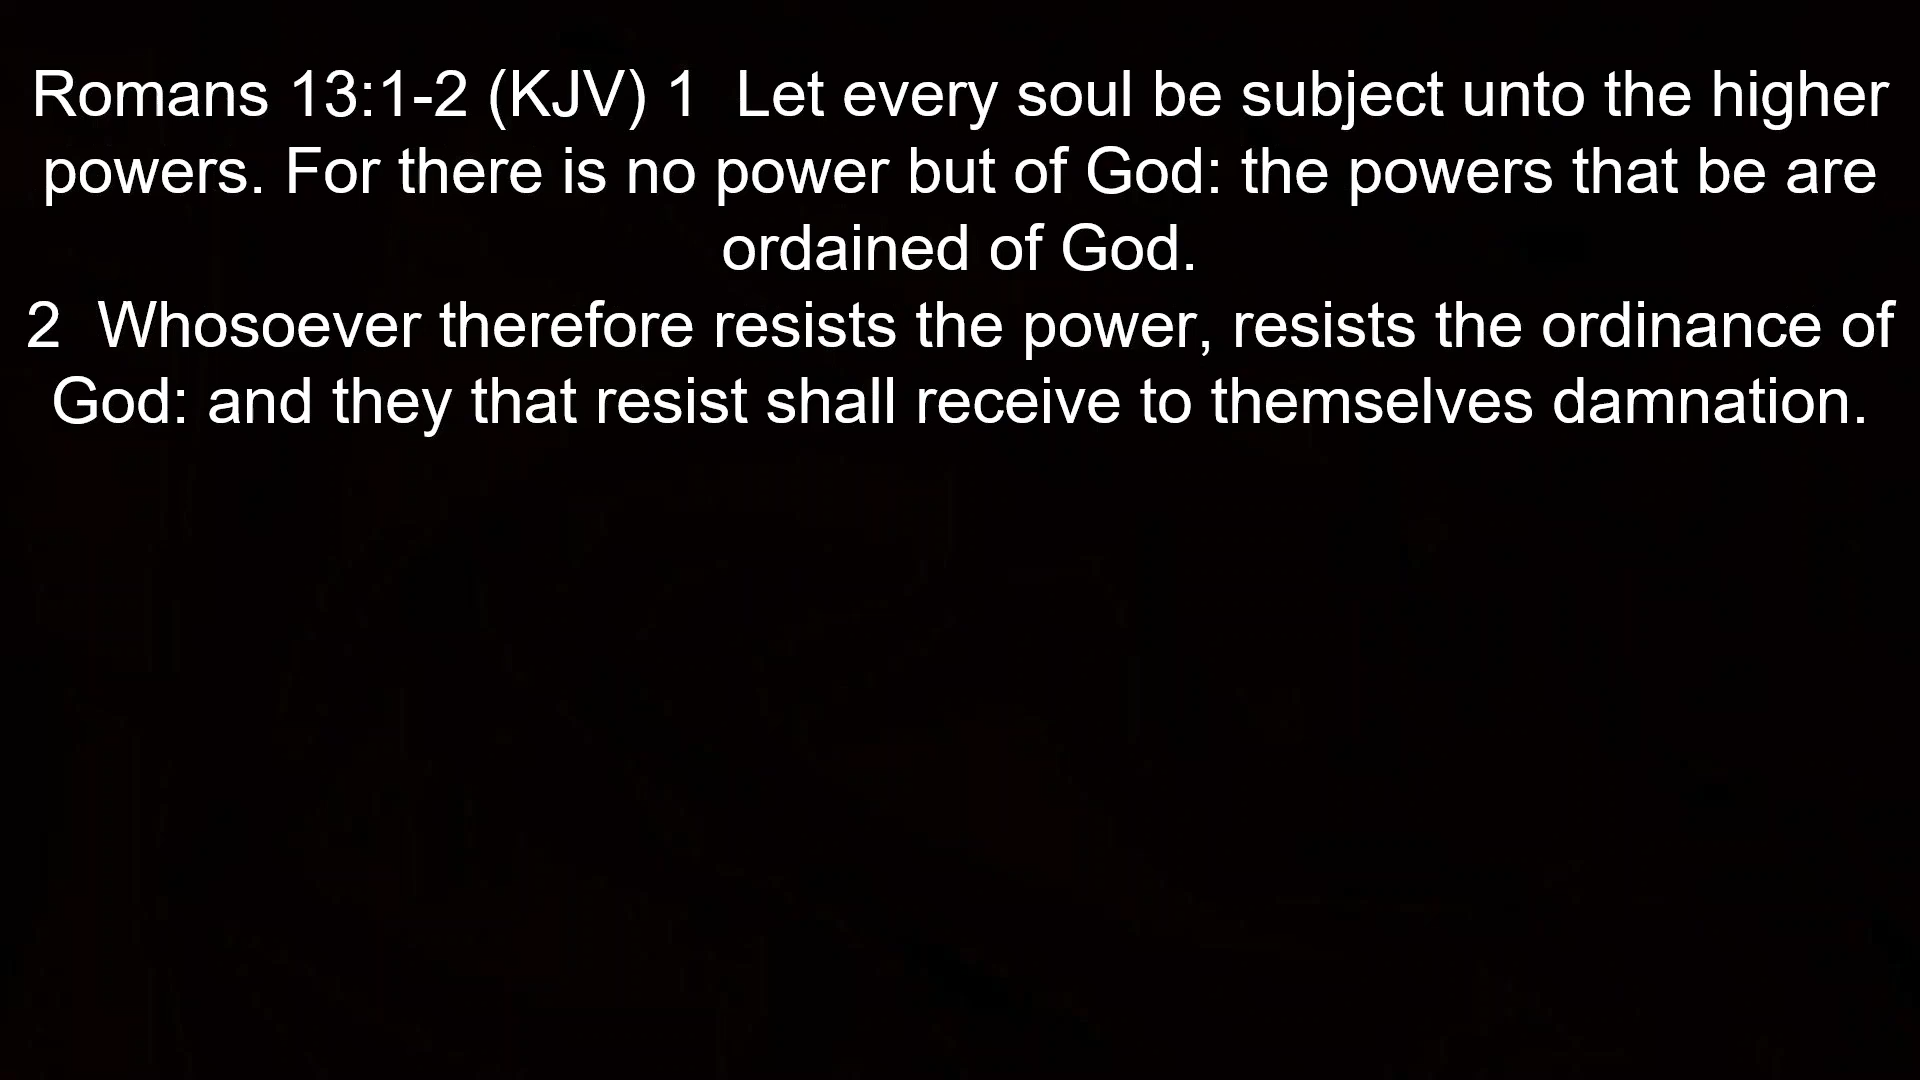 Romans 13:1-2 (KJV) 1  Let every soul be subject unto the higher
powers. For there is no power but of God: the powers that be are
ordained of God.
2  Whosoever therefore resists the power, resists the ordinance of
God: and they that resist shall receive to themselves damnation.